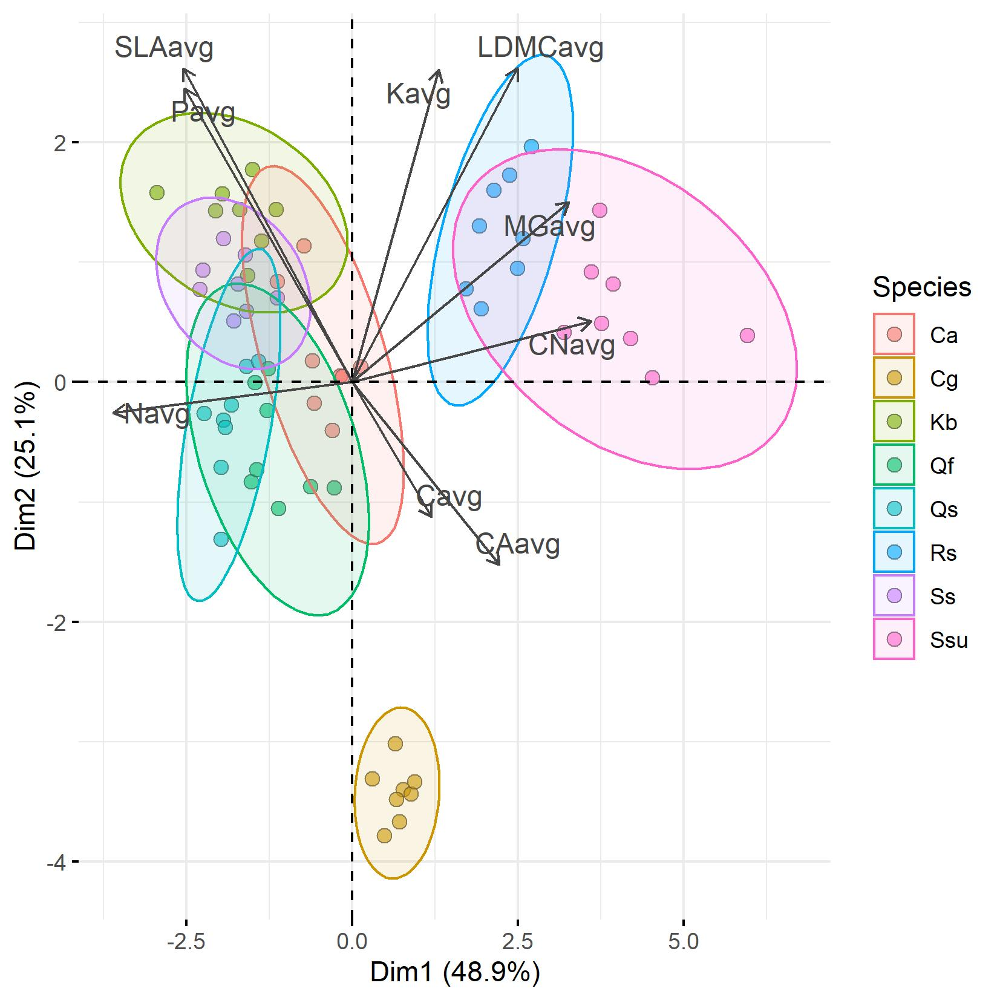 SLAavg
LDMCavg
Kavg
Pavg
MGavg
CNavg
Navg
Cavg
CAavg
2
0
-2
-4
Dim2 (25.1%)
-2.5
0.0
2.5
5.0
Dim1 (48.9%)
Species
Ca
Cg
Kb
Qf
Qs
Rs
Ss
Ssu